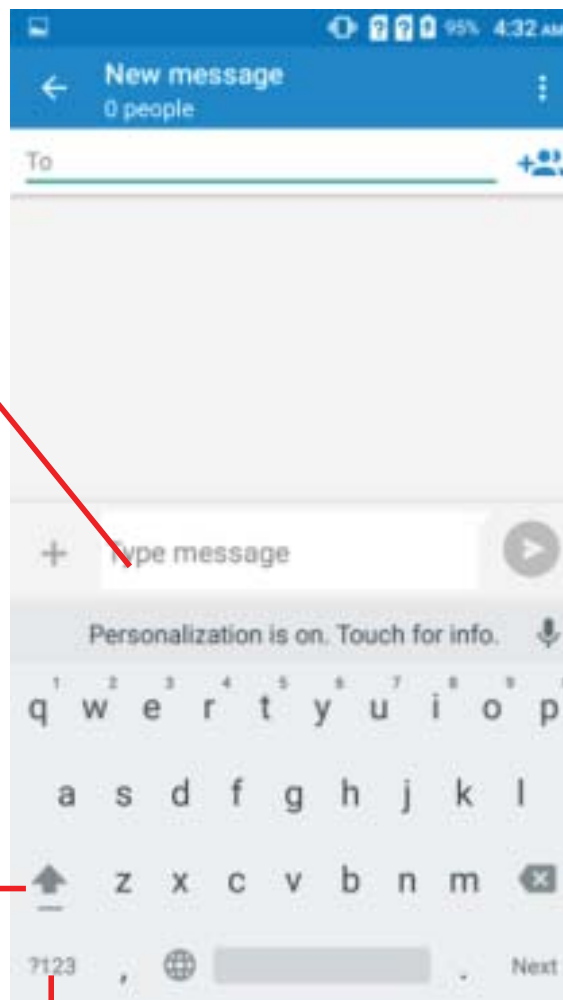 95% 4:32 AM
New message
0 people
To
Type message
Personalization is on. Touch for info.
1 2 3 4 5 6 7 8 9
q w e r t y u i o p
a s d f g h j k l
z x c v b n m
?123 , . Next